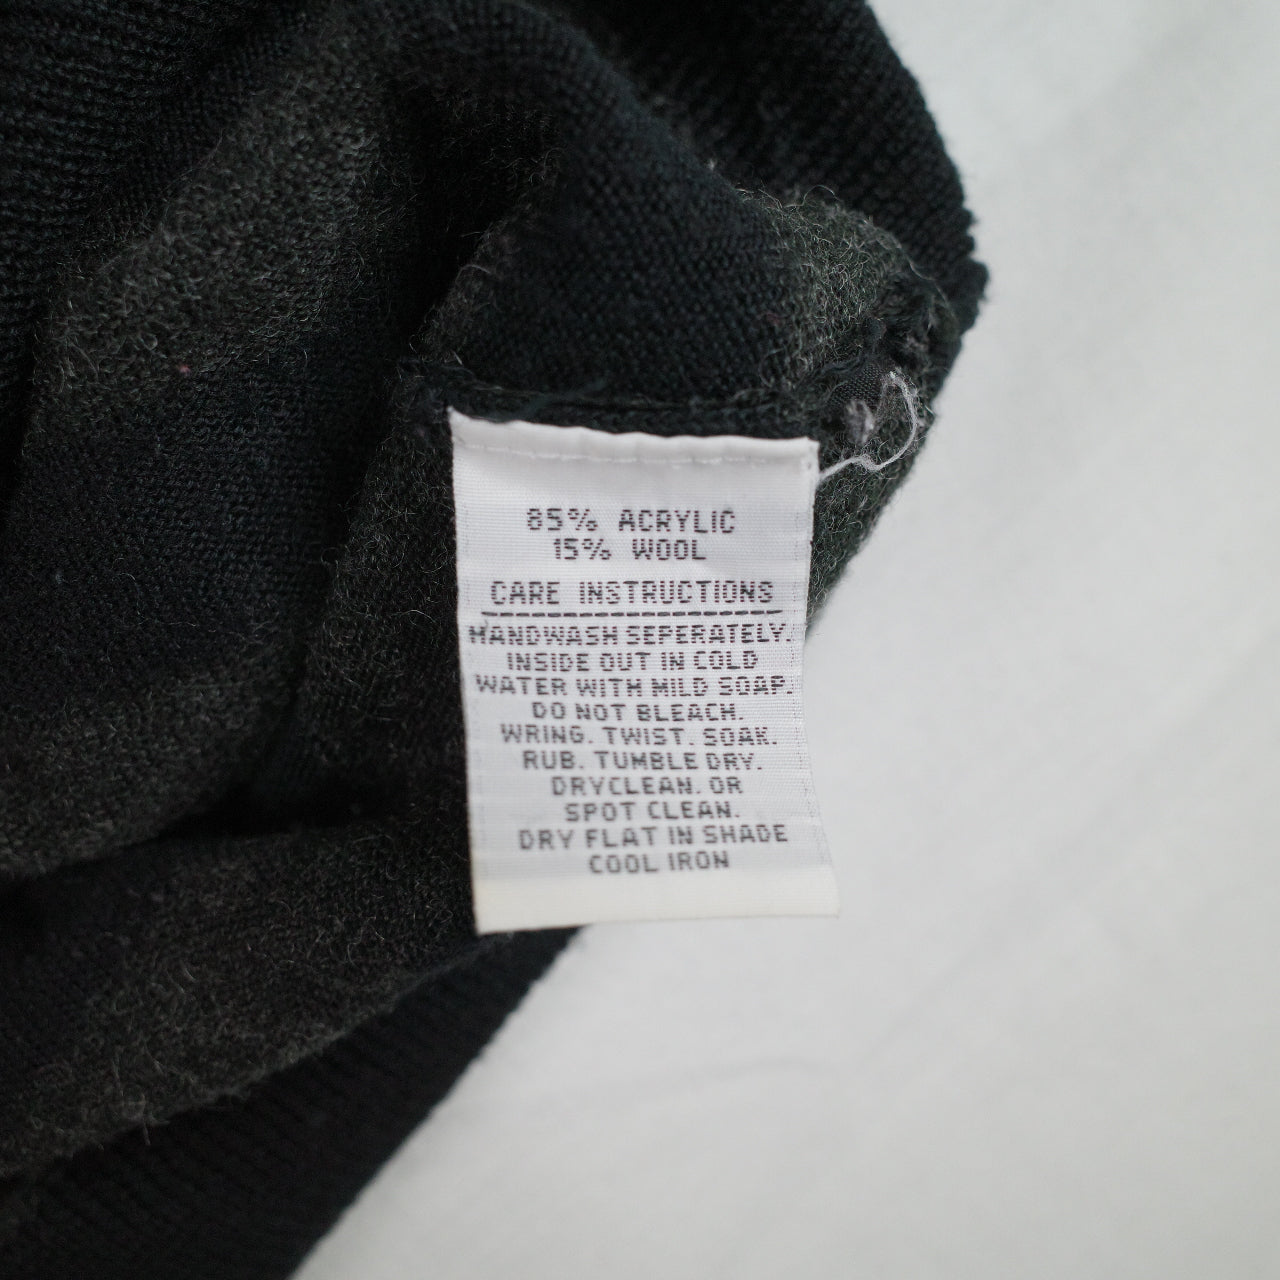 85% ACRYLIC
15% WOOL
CARE INSTRUCTIONS
HANDWASH SEPERATELY.
INSIDE OUT IN COLD
WATER WITH MILD SOAP.
DO NOT BLEACH.
WRING. TWIST. SOAK.
RUB. TUMBLE DRY.
DRYCLEAN. OR
SPOT CLEAN.
DRY FLAT IN SHADE
COOL IRON